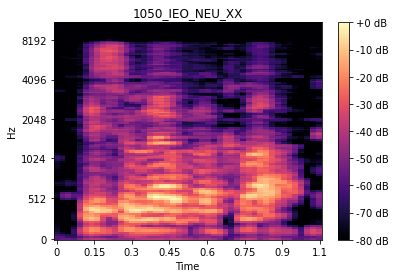 1050_IEO_NEU_XX
8192
4096
2048
1024
512
0
Hz
0 0.15 0.3 0.45 0.6 0.75 0.9 1.1
Time
+0 dB
-10 dB
-20 dB
-30 dB
-40 dB
-50 dB
-60 dB
-70 dB
-80 dB